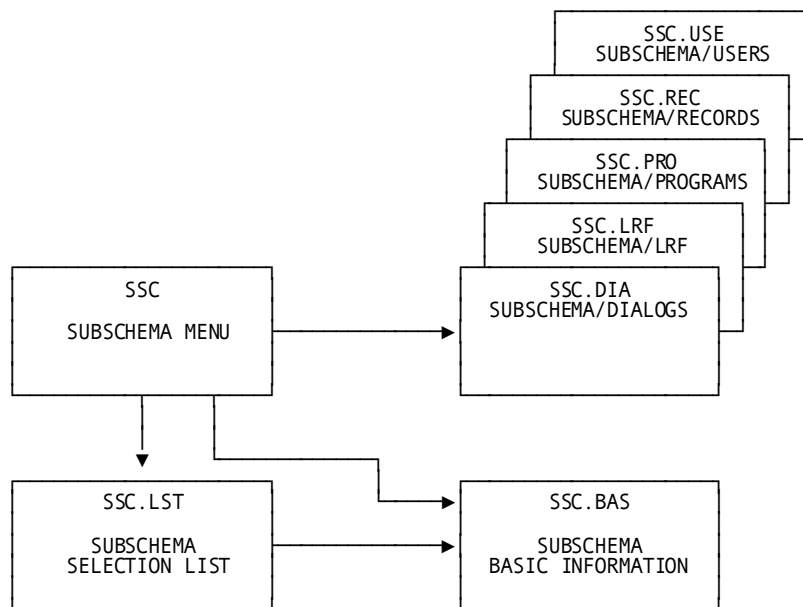 SSC.USE
SUBSCHEMA/USERS
SSC.REC
SUBSCHEMA/RECORDS
SSC.PRO
SUBSCHEMA/PROGRAMS
SSC.LRF
SUBSCHEMA/LRF
SSC
SUBSCHEMA MENU
SSC.DIA
SUBSCHEMA/DIALOGS
SSC.LST
SUBSCHEMA
SELECTION LIST
SSC.BAS
SUBSCHEMA
BASIC INFORMATION